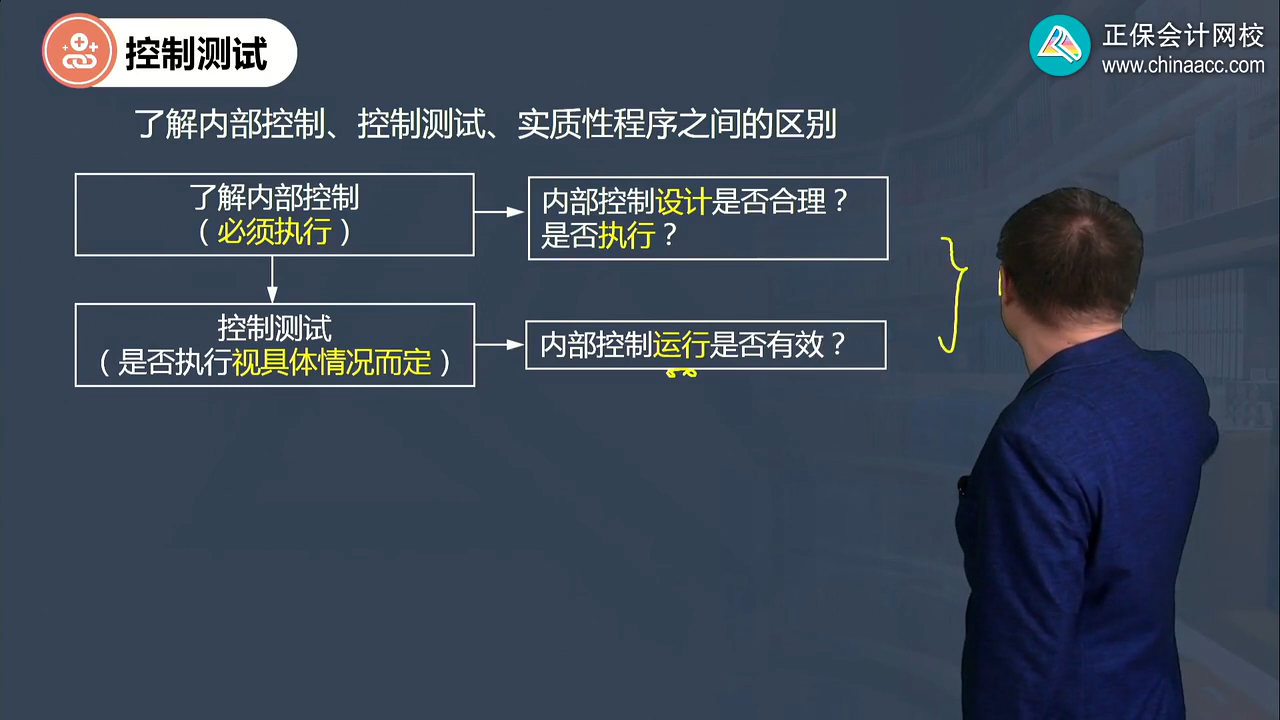 控制测试
正保会计网校
www.chinaacc.com
了解内部控制、控制测试、实质性程序之间的区别
了解内部控制
（必须执行）
内部控制设计是否合理？
是否执行？
控制测试
（是否执行视具体情况而定）
内部控制运行是否有效？